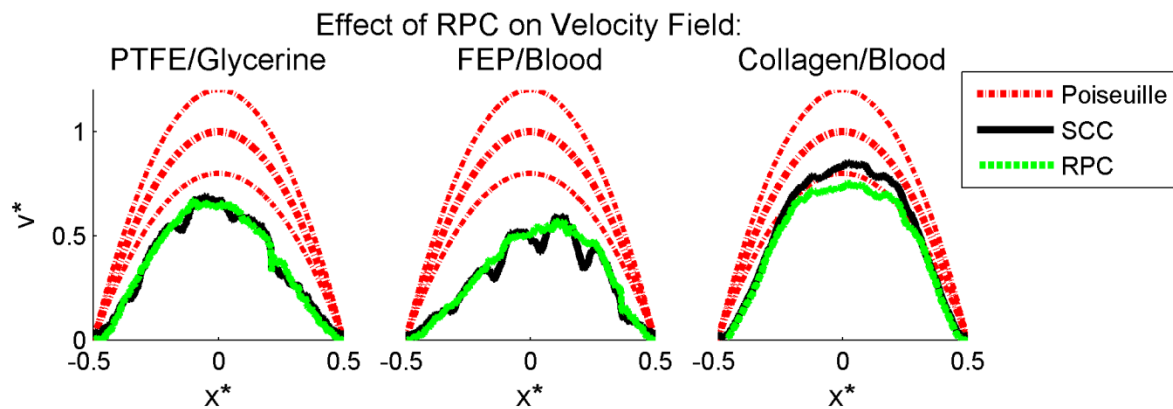 Effect of RPC on Velocity Field:
PTFE/Glycerine
FEP/Blood
Collagen/Blood
Poiseuille
SCC
RPC
v*
1
0.5
0
-0.5
0
0.5
-0.5
0
0.5
-0.5
0
0.5
x*
x*
x*